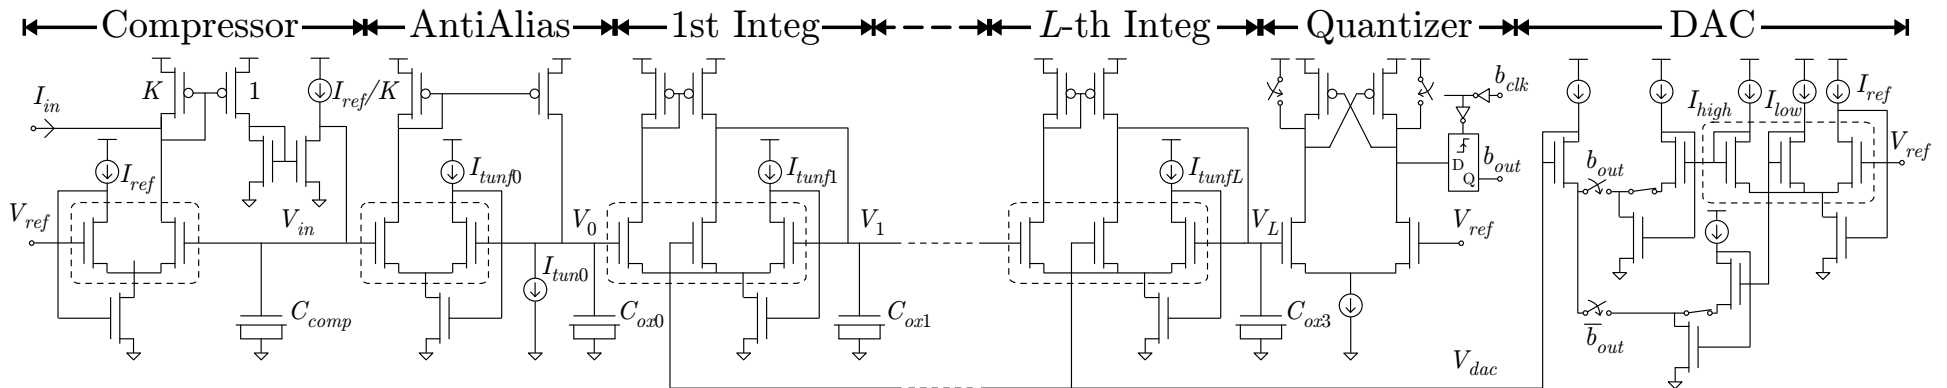 Compressor AntiAlias 1st Integ L-th Integ Quantizer DAC
K 1 I_ref/K b_clk
I_in I_ref
I_high I_low
D Q b_out V_ref
I_ref I_tunf0 I_tunf1 I_tunfL b_out
V_ref V_in V_0 V_1 V_L V_ref
I_tun0
C_comp C_ox0 C_ox1 C_ox3 \overline{b}_out
V_dac